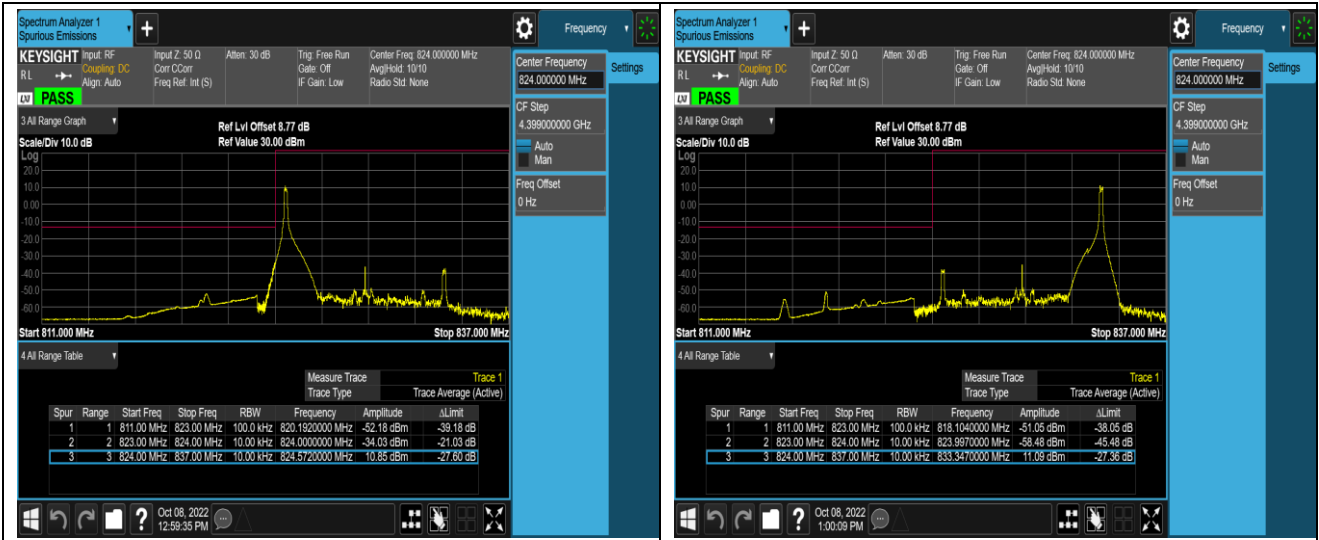 Spectrum Analyzer 1
Spurious Emissions
+
Frequency
KEYSIGHT Input: RF Input Z: 50 Ω Atten: 30 dB Trig: Free Run Center Freq: 824.000000 MHz
RL Coupling: DC Corr CCorr Gate: Off Avg|Hold: 10/10
Align: Auto Freq Ref: Int (S) IF Gain: Low Radio Std: None
PASS
Center Frequency
824.000000 MHz
Settings
CF Step
4.399000000 GHz
Auto
Man
Freq Offset
0 Hz
3 All Range Graph
Ref Lvl Offset 8.77 dB
Scale/Div 10.0 dB Ref Value 30.00 dBm
Log
20.0
10.0
0.00
-10.0
-20.0
-30.0
-40.0
-50.0
-60.0
Start 811.000 MHz Stop 837.000 MHz
4 All Range Table
Measure Trace Trace 1
Trace Type Trace Average (Active)
Spur Range Start Freq Stop Freq RBW Frequency Amplitude ΔLimit
1 1 811.00 MHz 823.00 MHz 100.0 kHz 820.1920000 MHz -52.18 dBm -39.18 dB
2 2 823.00 MHz 824.00 MHz 10.00 kHz 824.0000000 MHz -34.03 dBm -21.03 dB
3 3 824.00 MHz 837.00 MHz 10.00 kHz 824.5720000 MHz 10.85 dBm -27.60 dB
?
Oct 08, 2022
12:59:35 PM
Spectrum Analyzer 1
Spurious Emissions
+
Frequency
KEYSIGHT Input: RF Input Z: 50 Ω Atten: 30 dB Trig: Free Run Center Freq: 824.000000 MHz
RL Coupling: DC Corr CCorr Gate: Off Avg|Hold: 10/10
Align: Auto Freq Ref: Int (S) IF Gain: Low Radio Std: None
PASS
Center Frequency
824.000000 MHz
Settings
CF Step
4.399000000 GHz
Auto
Man
Freq Offset
0 Hz
3 All Range Graph
Ref Lvl Offset 8.77 dB
Scale/Div 10.0 dB Ref Value 30.00 dBm
Log
20.0
10.0
0.00
-10.0
-20.0
-30.0
-40.0
-50.0
-60.0
Start 811.000 MHz Stop 837.000 MHz
4 All Range Table
Measure Trace Trace 1
Trace Type Trace Average (Active)
Spur Range Start Freq Stop Freq RBW Frequency Amplitude ΔLimit
1 1 811.00 MHz 823.00 MHz 100.0 kHz 818.1040000 MHz -51.05 dBm -38.05 dB
2 2 823.00 MHz 824.00 MHz 10.00 kHz 823.9970000 MHz -58.48 dBm -45.48 dB
3 3 824.00 MHz 837.00 MHz 10.00 kHz 833.3470000 MHz 11.09 dBm -27.36 dB
?
Oct 08, 2022
1:00:09 PM